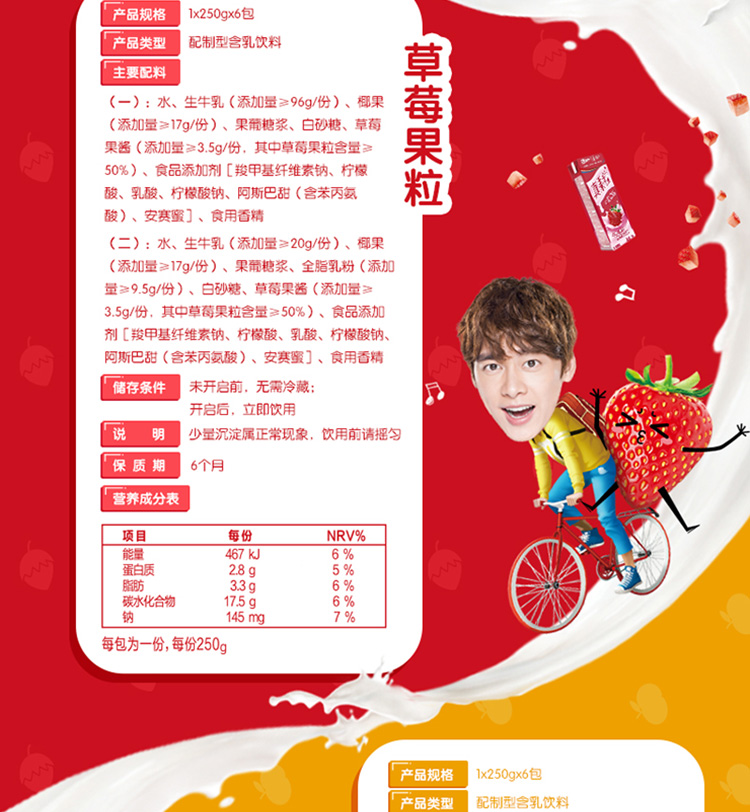 产品规格 1x250gx6包
产品类型 配制型含乳饮料
主要配料
（一）：水、生牛乳（添加量≥96g/份）、椰果
（添加量≥17g/份）、果葡糖浆、白砂糖、草莓
果酱（添加量≥3.5g/份，其中草莓果粒含量≥
50%）、食品添加剂［羧甲基纤维素钠、柠檬
酸、乳酸、柠檬酸钠、阿斯巴甜（含苯丙氨
酸）、安赛蜜］、食用香精
（二）：水、生牛乳（添加量≥20g/份）、椰果
（添加量≥17g/份）、果葡糖浆、全脂乳粉（添加
量≥9.5g/份）、白砂糖、草莓果酱（添加量≥
3.5g/份，其中草莓果粒含量≥50%）、食品添加
剂［羧甲基纤维素钠、柠檬酸、乳酸、柠檬酸钠、
阿斯巴甜（含苯丙氨酸）、安赛蜜］、食用香精
储存条件 未开启前，无需冷藏；
开启后，立即饮用
说 明 少量沉淀属正常现象，饮用前请摇匀
保 质 期 6个月
营养成分表
项目 每份 NRV%
能量 467 kJ 6 %
蛋白质 2.8 g 5 %
脂肪 3.3 g 6 %
碳水化合物 17.5 g 6 %
钠 145 mg 7 %
每包为一份，每份250g
草莓果粒
产品规格 1x250gx6包
产品类型 配制型含乳饮料